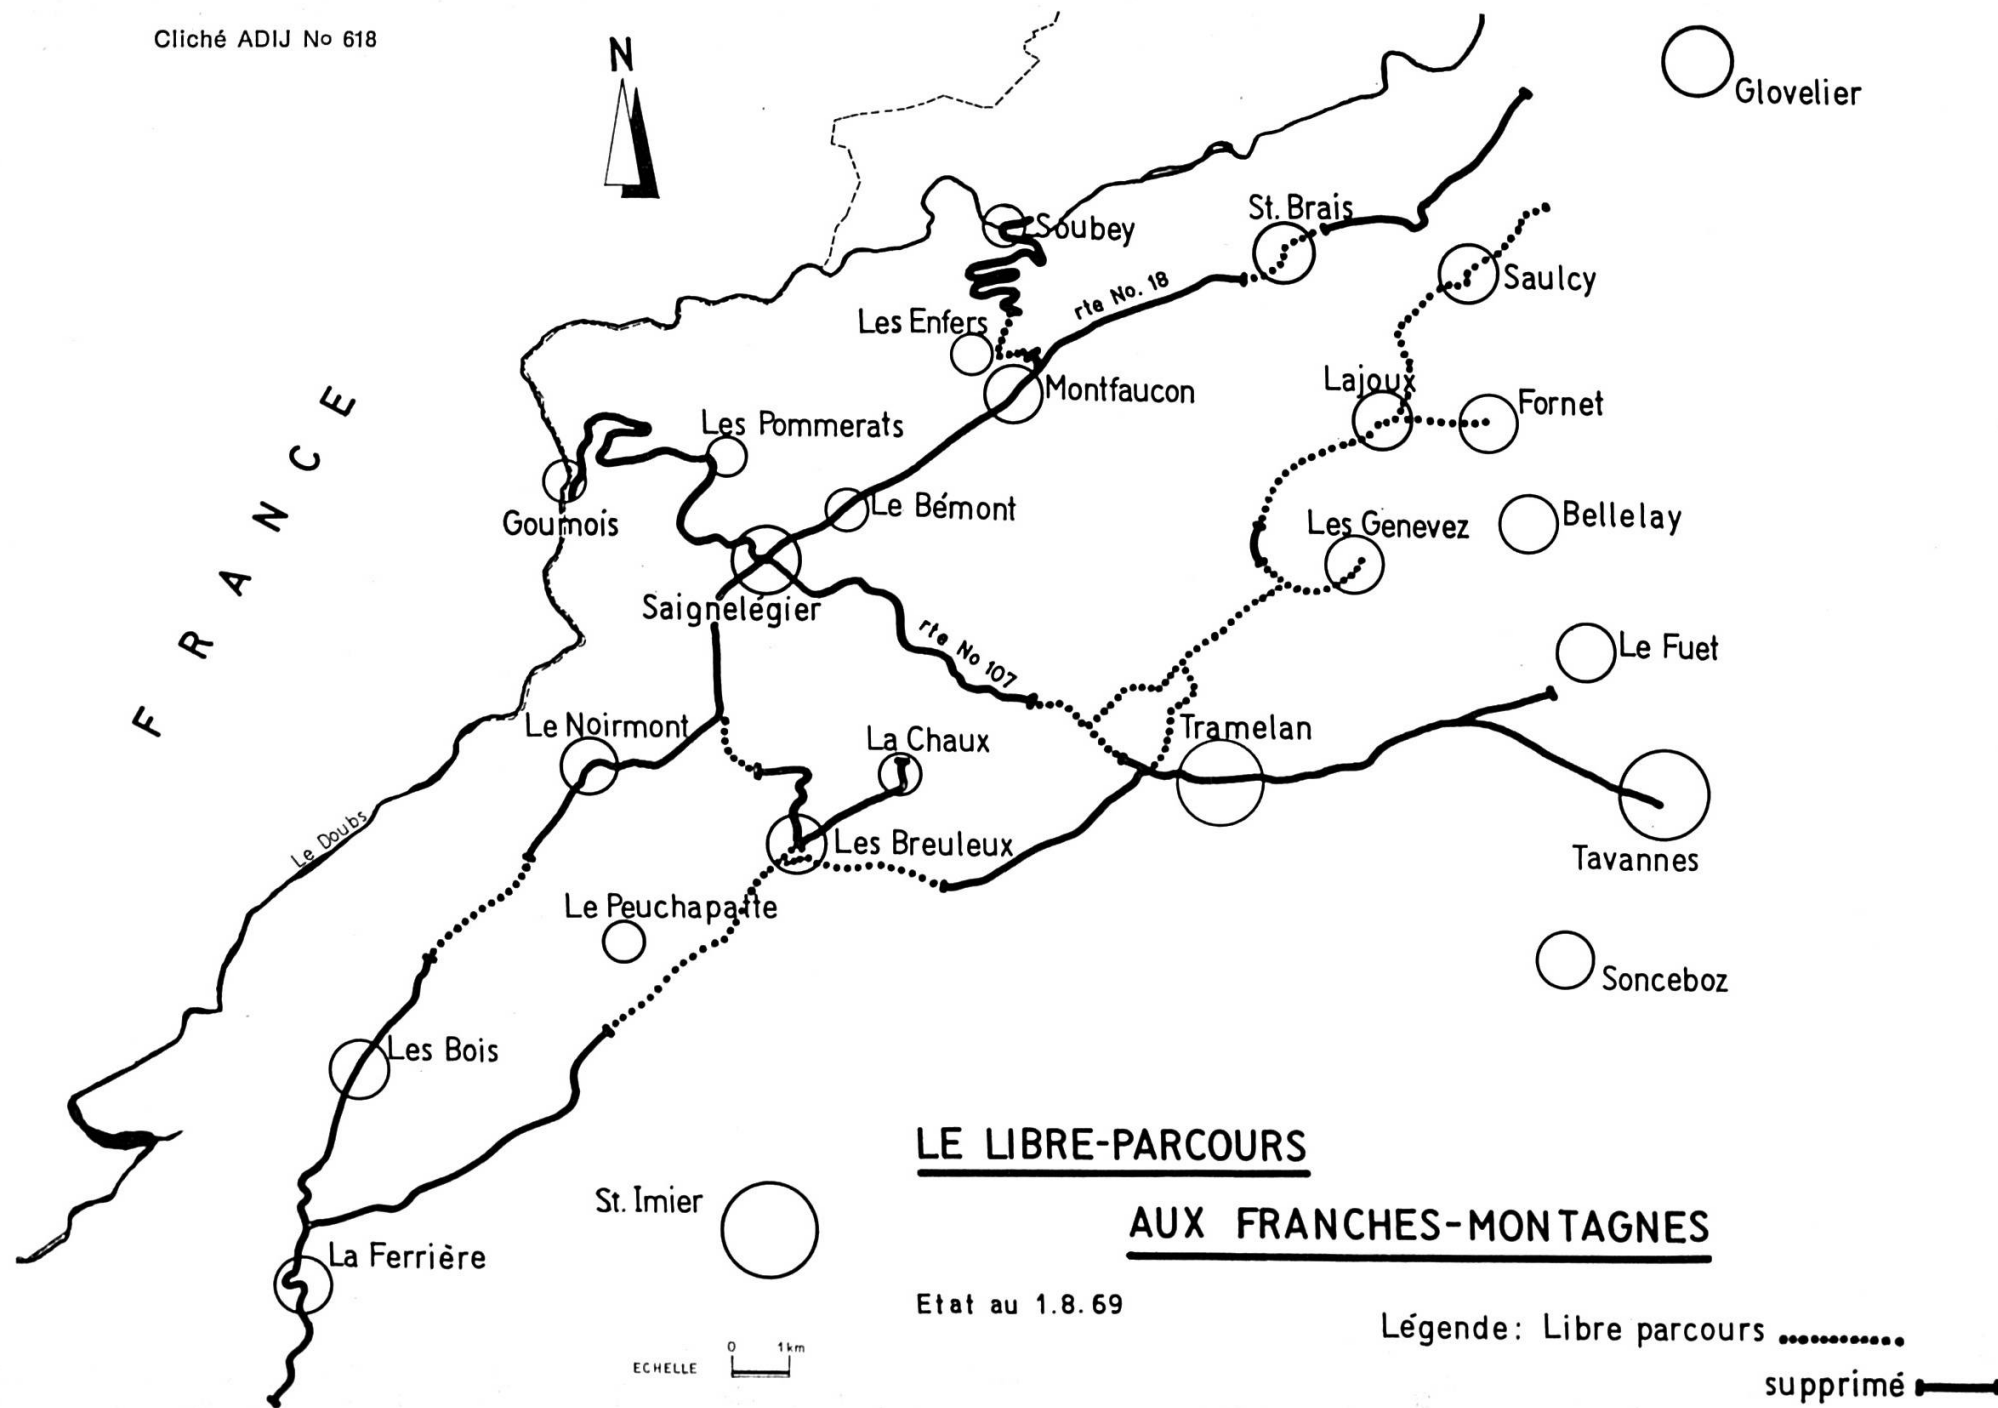 Cliché ADIJ No 618
N
Glovelier
St. Brais
Soubey
Saulcy
rte No. 18
Les Enfers
Lajoux
Montfaucon
Fornet
FRANCE
Les Pommerats
Le Bémont
Goumois
Bellelay
Les Genevez
Saignelégier
rte No 107
Le Fuet
Le Noirmont
Tramelan
La Chaux
Le Doubs
Les Breuleux
Tavannes
Le Peuchapatte
Sonceboz
Les Bois
LE LIBRE-PARCOURS
St. Imier
AUX FRANCHES-MONTAGNES
La Ferrière
Etat au 1.8.69
Légende: Libre parcours
0 1km
ECHELLE
supprimé